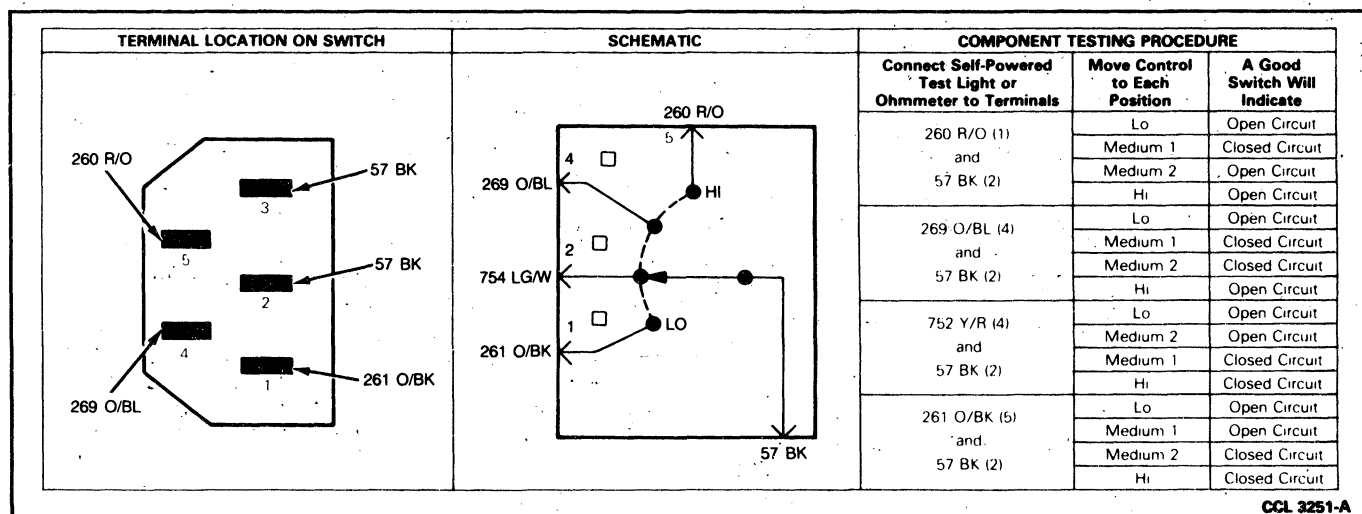 TERMINAL LOCATION ON SWITCH
260 R/O
57 BK
3
5
57 BK
2
4
1
261 O/BK
269 O/BL
SCHEMATIC
260 R/O
5
4
269 O/BL
HI
2
754 LG/W
1
LO
261 O/BK
57 BK
COMPONENT TESTING PROCEDURE
Connect Self-Powered
Test Light or
Ohmmeter to Terminals
Move Control
to Each
Position
A Good
Switch Will
Indicate
260 R/O (1)
and
57 BK (2)
Lo Open Circuit
Medium 1 Closed Circuit
Medium 2 Open Circuit
Hi Open Circuit
269 O/BL (4)
and
57 BK (2)
Lo Open Circuit
Medium 1 Closed Circuit
Medium 2 Closed Circuit
Hi Open Circuit
752 Y/R (4)
and
57 BK (2)
Lo Open Circuit
Medium 2 Open Circuit
Medium 1 Closed Circuit
Hi Closed Circuit
261 O/BK (5)
and
57 BK (2)
Lo Open Circuit
Medium 1 Open Circuit
Medium 2 Closed Circuit
Hi Closed Circuit
CCL 3251-A